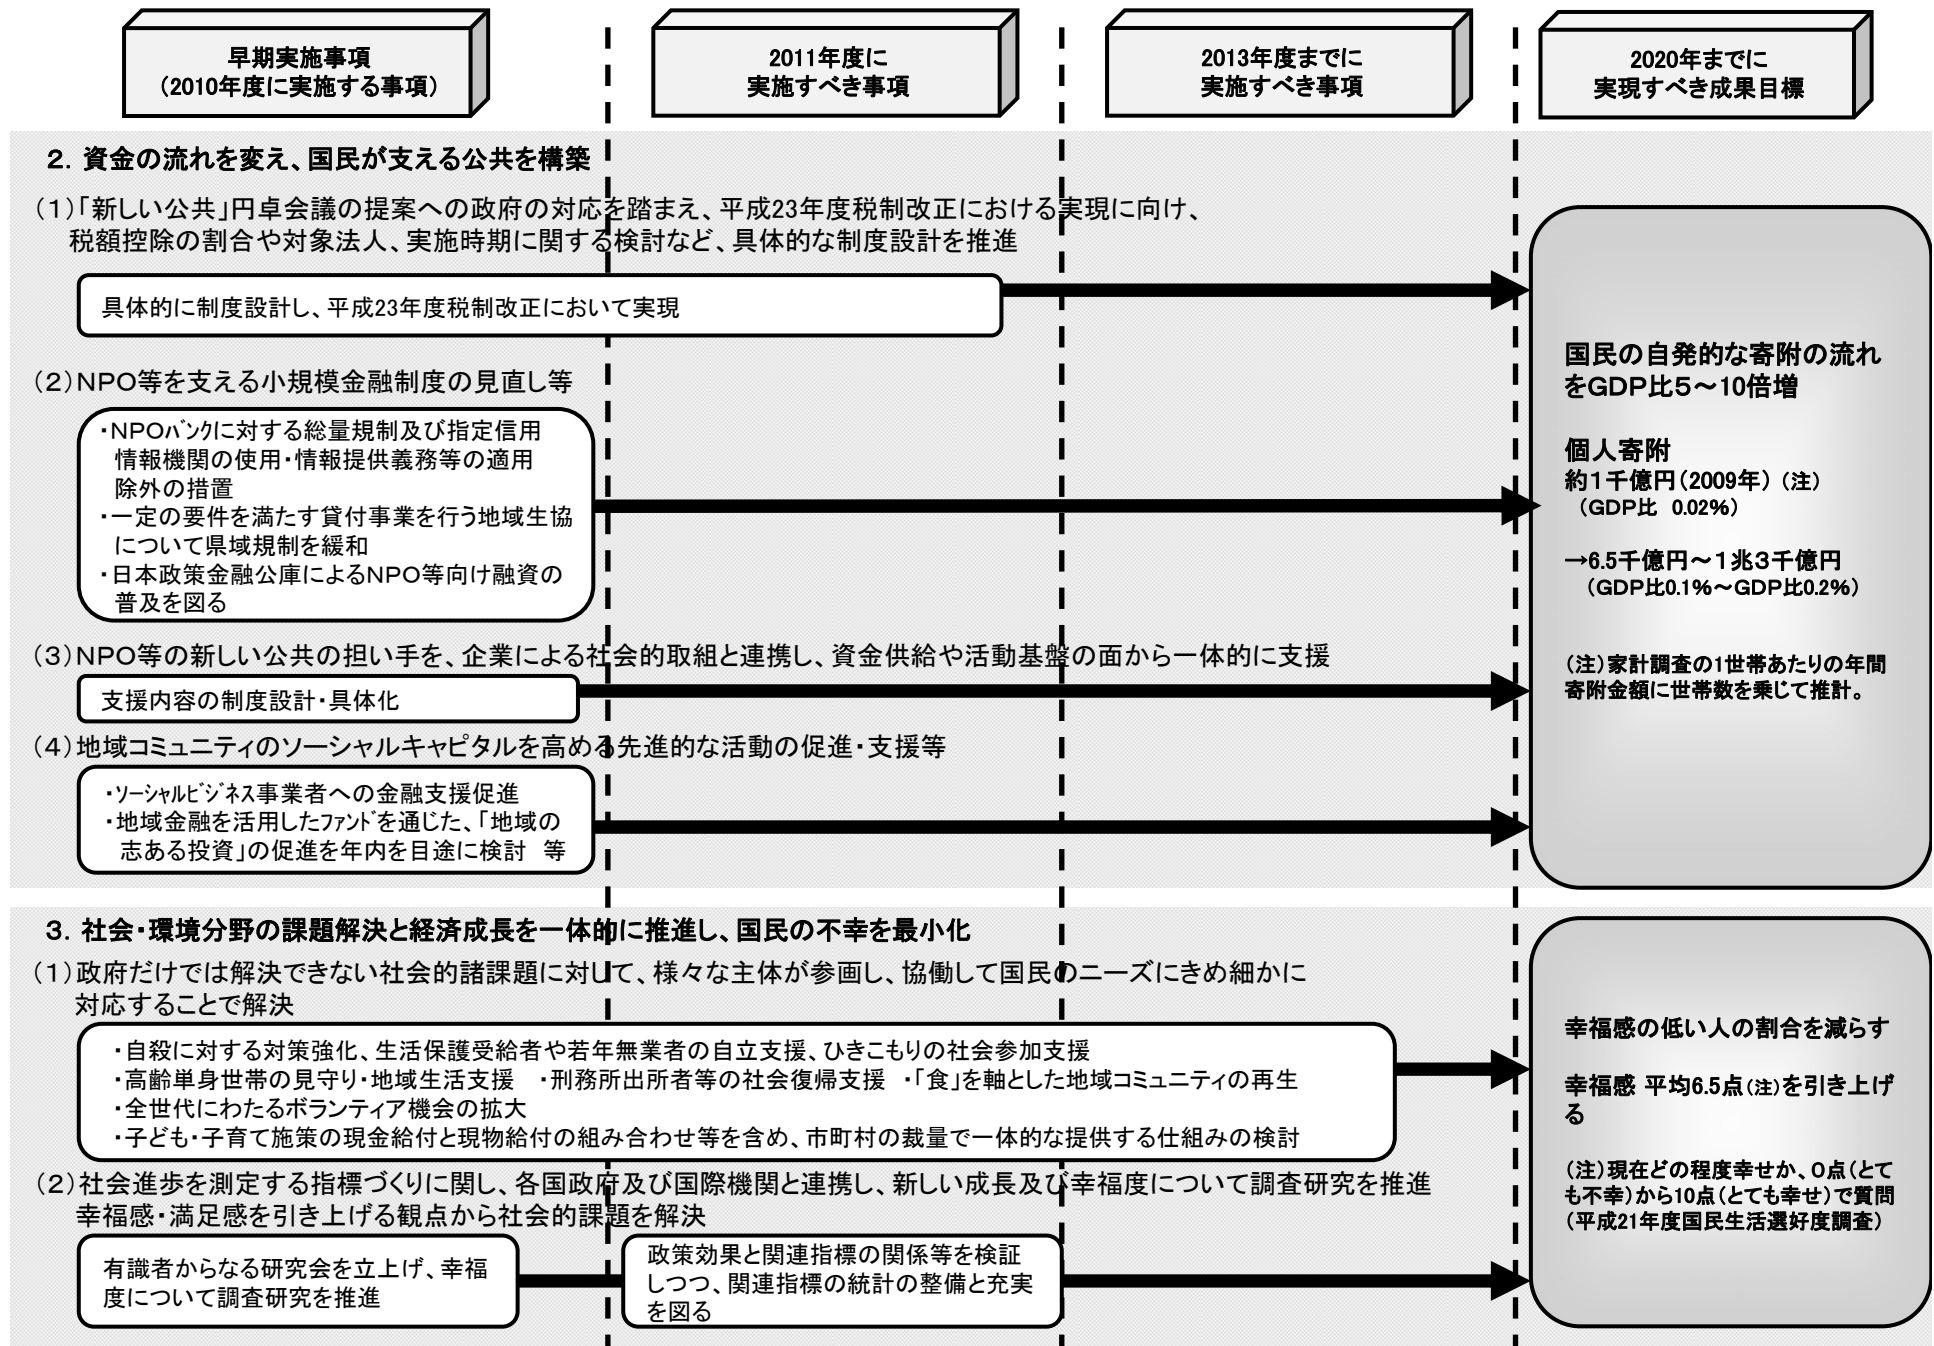 早期実施事項
(2010年度に実施する事項)
2011年度に
実施すべき事項
2013年度までに
実施すべき事項
2020年までに
実現すべき成果目標
2．資金の流れを変え、国民が支える公共を構築
(1)「新しい公共」円卓会議の提案への政府の対応を踏まえ、平成23年度税制改正における実現に向け、
税額控除の割合や対象法人、実施時期に関する検討など、具体的な制度設計を推進
具体的に制度設計し、平成23年度税制改正において実現
(2)NPO等を支える小規模金融制度の見直し等
・NPOﾊﾞﾝｸに対する総量規制及び指定信用
情報機関の使用・情報提供義務等の適用
除外の措置
・一定の要件を満たす貸付事業を行う地域生協
について県域規制を緩和
・日本政策金融公庫によるNPO等向け融資の
普及を図る
(3)NPO等の新しい公共の担い手を、企業による社会的取組と連携し、資金供給や活動基盤の面から一体的に支援
支援内容の制度設計・具体化
(4)地域コミュニティのソーシャルキャピタルを高める先進的な活動の促進・支援等
・ｿｰｼｬﾙﾋﾞｼﾞﾈｽ事業者への金融支援促進
・地域金融を活用したﾌｧﾝﾄﾞを通じた、「地域の
志ある投資」の促進を年内を目途に検討　等
国民の自発的な寄附の流れ
をGDP比5～10倍増
個人寄附
約1千億円(2009年)(注)
(GDP比　0.02%)
→6.5千億円～1兆3千億円
(GDP比0.1%～GDP比0.2%)
(注)家計調査の1世帯あたりの年間
寄附金額に世帯数を乗じて推計。
3．社会・環境分野の課題解決と経済成長を一体的に推進し、国民の不幸を最小化
(1)政府だけでは解決できない社会的諸課題に対して、様々な主体が参画し、協働して国民のニーズにきめ細かに
対応することで解決
・自殺に対する対策強化、生活保護受給者や若年無業者の自立支援、ひきこもりの社会参加支援
・高齢単身世帯の見守り・地域生活支援　・刑務所出所者等の社会復帰支援　・「食」を軸とした地域コミュニティの再生
・全世代にわたるボランティア機会の拡大
・子ども・子育て施策の現金給付と現物給付の組み合わせ等を含め、市町村の裁量で一体的な提供する仕組みの検討
(2)社会進歩を測定する指標づくりに関し、各国政府及び国際機関と連携し、新しい成長及び幸福度について調査研究を推進
幸福感・満足感を引き上げる観点から社会的課題を解決
有識者からなる研究会を立上げ、幸福
度について調査研究を推進
政策効果と関連指標の関係等を検証
しつつ、関連指標の統計の整備と充実
を図る
幸福感の低い人の割合を減らす
幸福感 平均6.5点(注)を引き上げ
る
(注)現在どの程度幸せか、0点(とて
も不幸)から10点(とても幸せ)で質問
(平成21年度国民生活選好度調査)